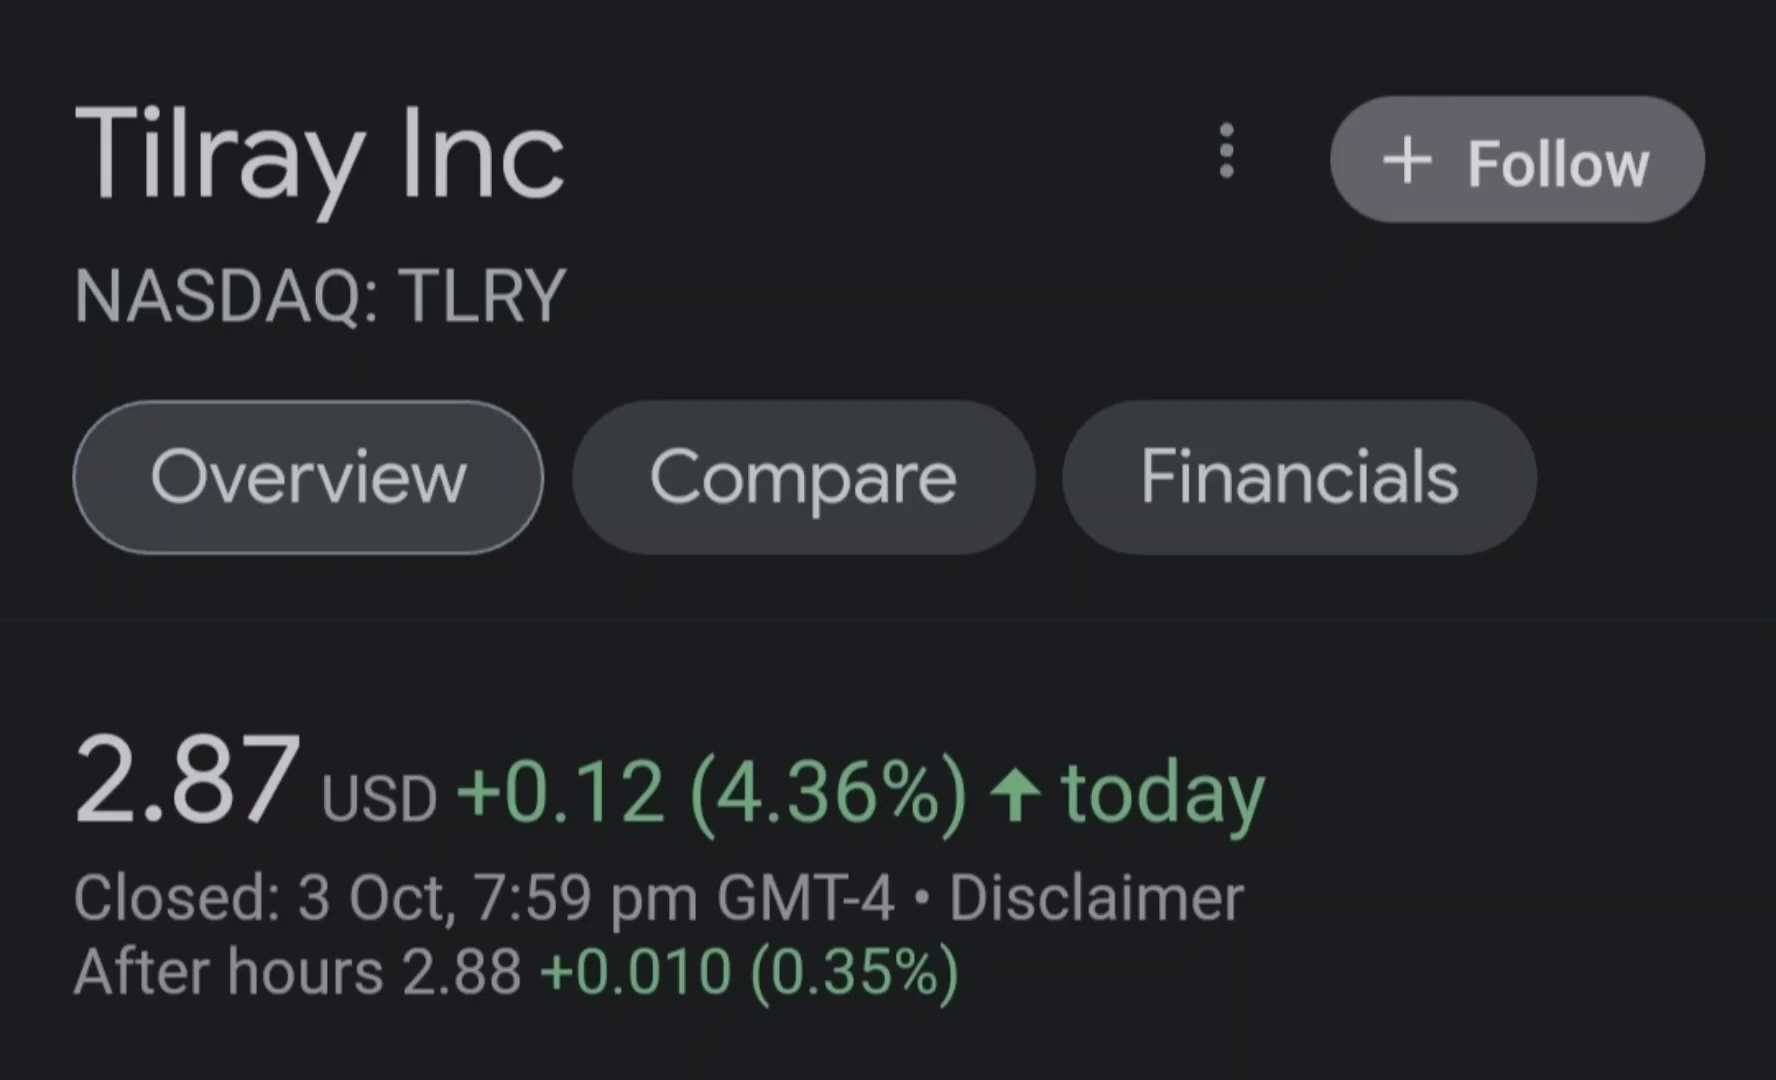 Tilray Inc
+ Follow
NASDAQ: TLRY
Overview Compare Financials
2.87 USD +0.12 (4.36%) ↑ today
Closed: 3 Oct, 7:59 pm GMT-4 • Disclaimer
After hours 2.88 +0.010 (0.35%)